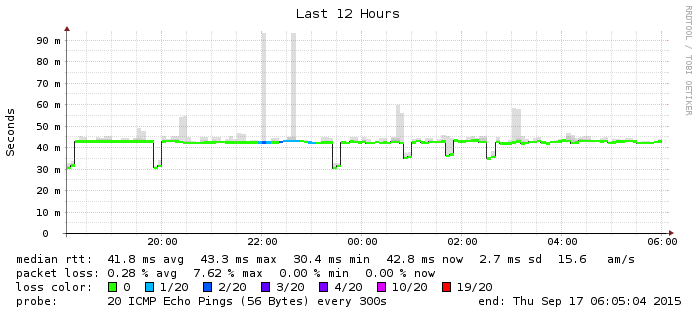 Last 12 Hours
RRDTOOL / TOBI OETIKER
Seconds
90 m
80 m
70 m
60 m
50 m
40 m
30 m
20 m
10 m
0
20:00 22:00 00:00 02:00 04:00 06:00
median rtt: 41.8 ms avg 43.3 ms max 30.4 ms min 42.8 ms now 2.7 ms sd 15.6 am/s
packet loss: 0.28 % avg 7.62 % max 0.00 % min 0.00 % now
loss color: 0 1/20 2/20 3/20 4/20 10/20 19/20
probe: 20 ICMP Echo Pings (56 Bytes) every 300s end: Thu Sep 17 06:05:04 2015